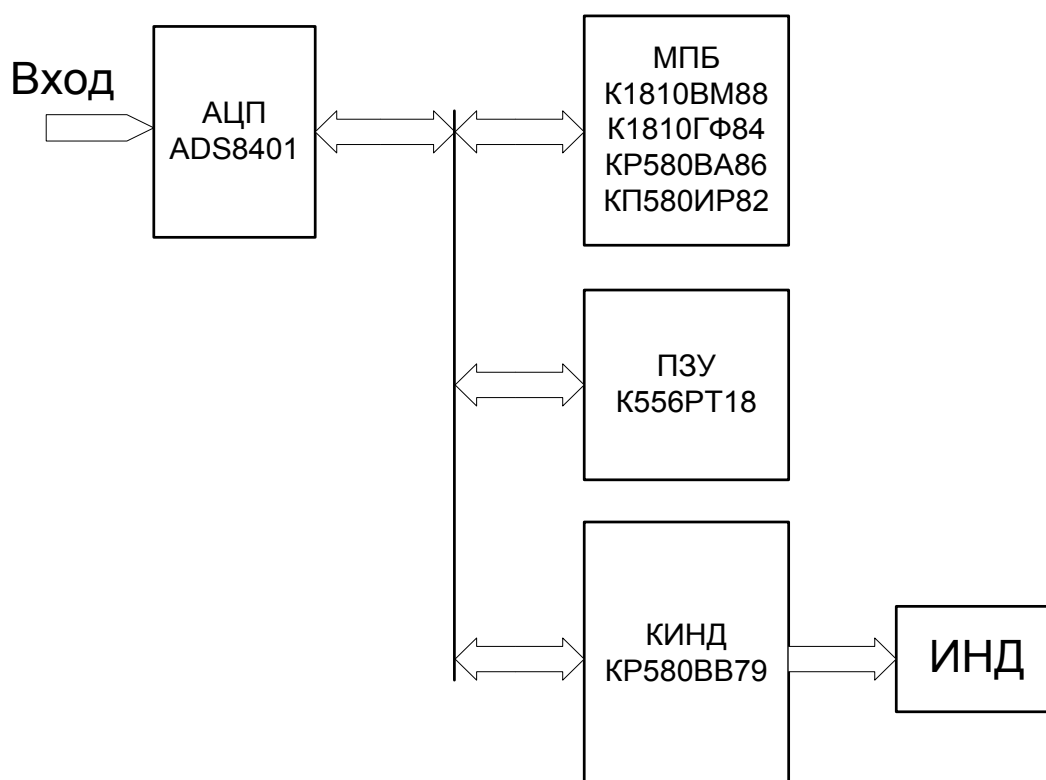 Вход
АЦП
ADS8401
МПБ
К1810ВМ88
К1810ГФ84
КР580ВА86
КП580ИР82
ПЗУ
К556РТ18
КИНД
КР580ВВ79
ИНД